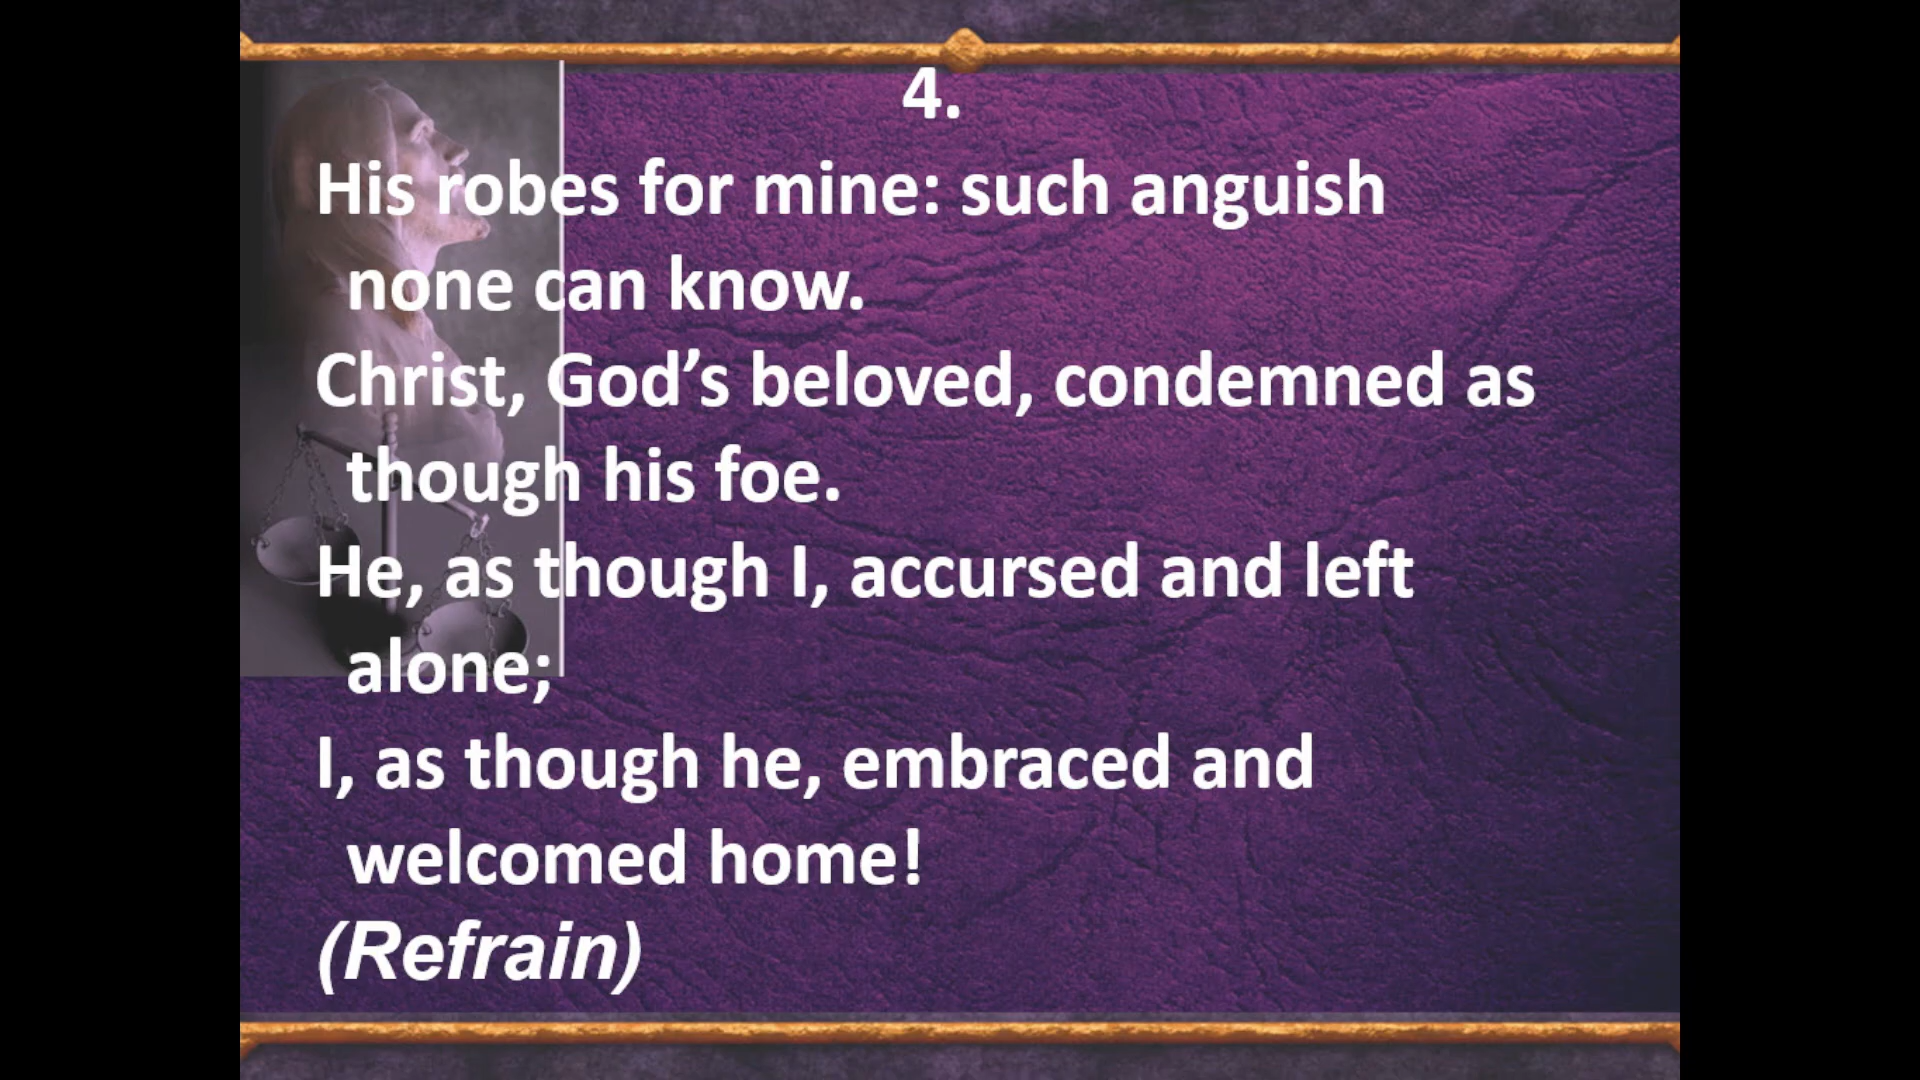 4.
His robes for mine: such anguish
none can know.
Christ, God’s beloved, condemned as
though his foe.
He, as though I, accursed and left
alone;
I, as though he, embraced and
welcomed home!
(Refrain)